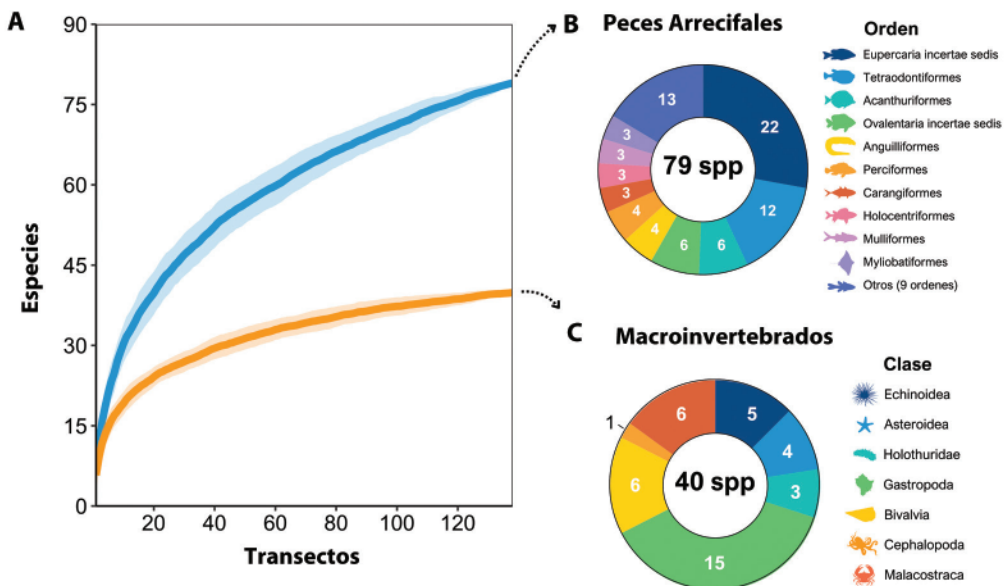 A
Especies
90
75
60
45
30
15
0
20
40
60
80
100
120
Transectos
B
Peces Arrecifales
22
12
6
6
4
4
3
3
3
3
13
79 spp
Orden
Eupercaria incertae sedis
Tetraodontiformes
Acanthuriformes
Ovalentaria incertae sedis
Anguilliformes
Perciformes
Carangiformes
Holocentriformes
Mulliformes
Myliobatiformes
Otros (9 ordenes)
C
Macroinvertebrados
5
4
3
15
6
1
6
40 spp
Clase
Echinoidea
Asteroidea
Holothuridae
Gastropoda
Bivalvia
Cephalopoda
Malacostraca